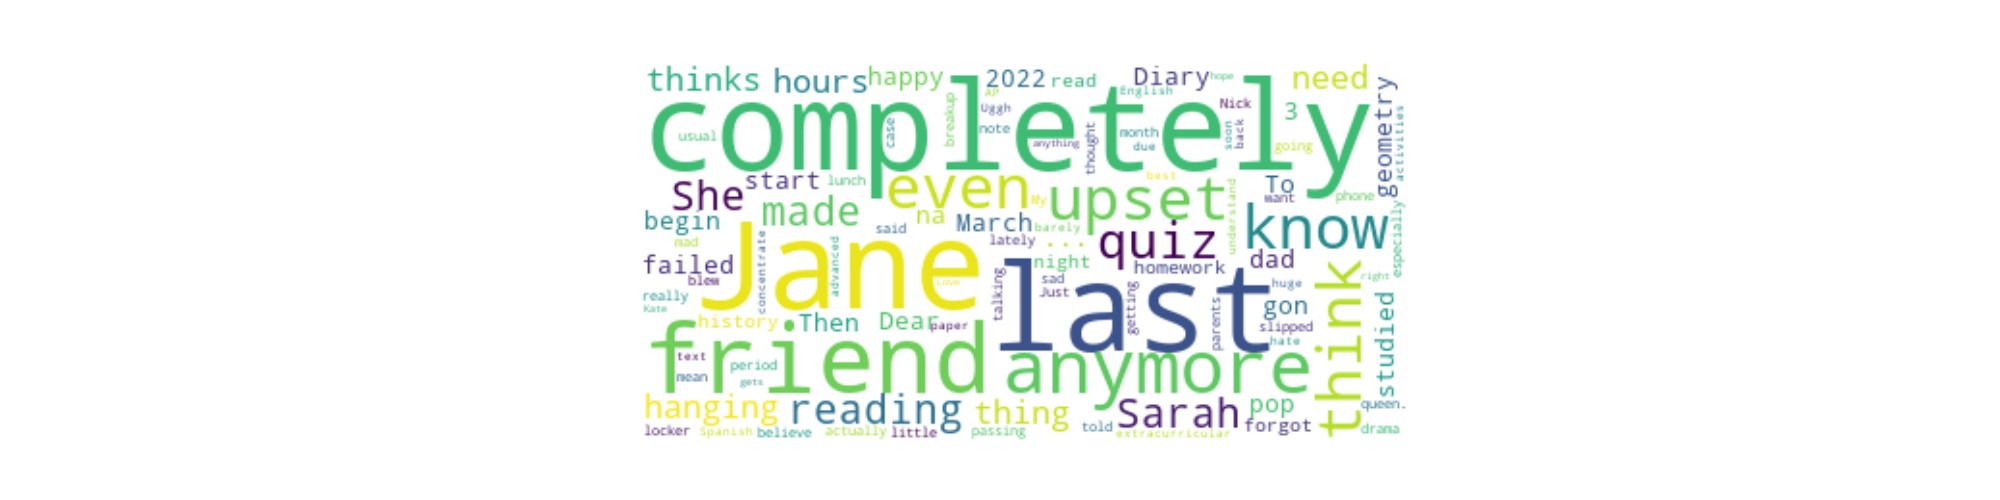 thinks hours happy 2022 read Diary hope need
completely
AP English
usual case breakup Uggh note anything thought month due Nick soon back 3 going geometry activities
She start lunch even My upset best understand To want phone
begin made na said March barely know especially
mad Jane lately ... quiz
failed blew concentrate advanced Love night sad Just homework dad huge right
really Kate talking last getting parents gon slipped hate think studied
history Then Dear paper
friend anymore
text mean period gets
hanging reading thing Sarah pop forgot queen.
locker Spanish believe actually little passing told extracurricular drama